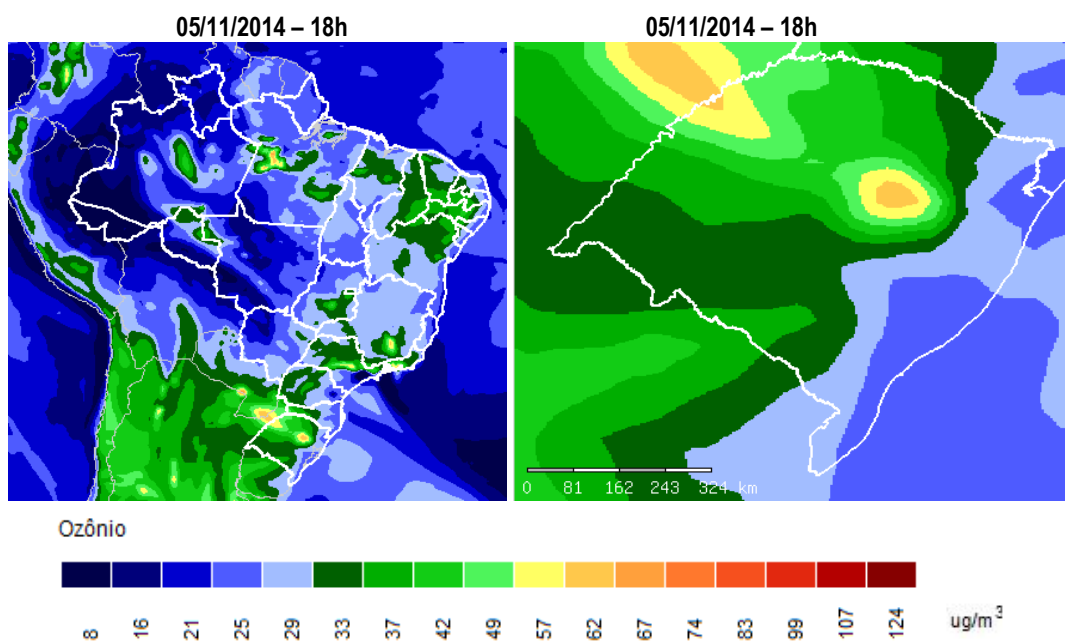 05/11/2014 – 18h
05/11/2014 – 18h
0 81 162 243 324 km
Ozônio
8 16 21 25 29 33 37 42 49 57 62 67 74 83 99 107 124 ug/m³